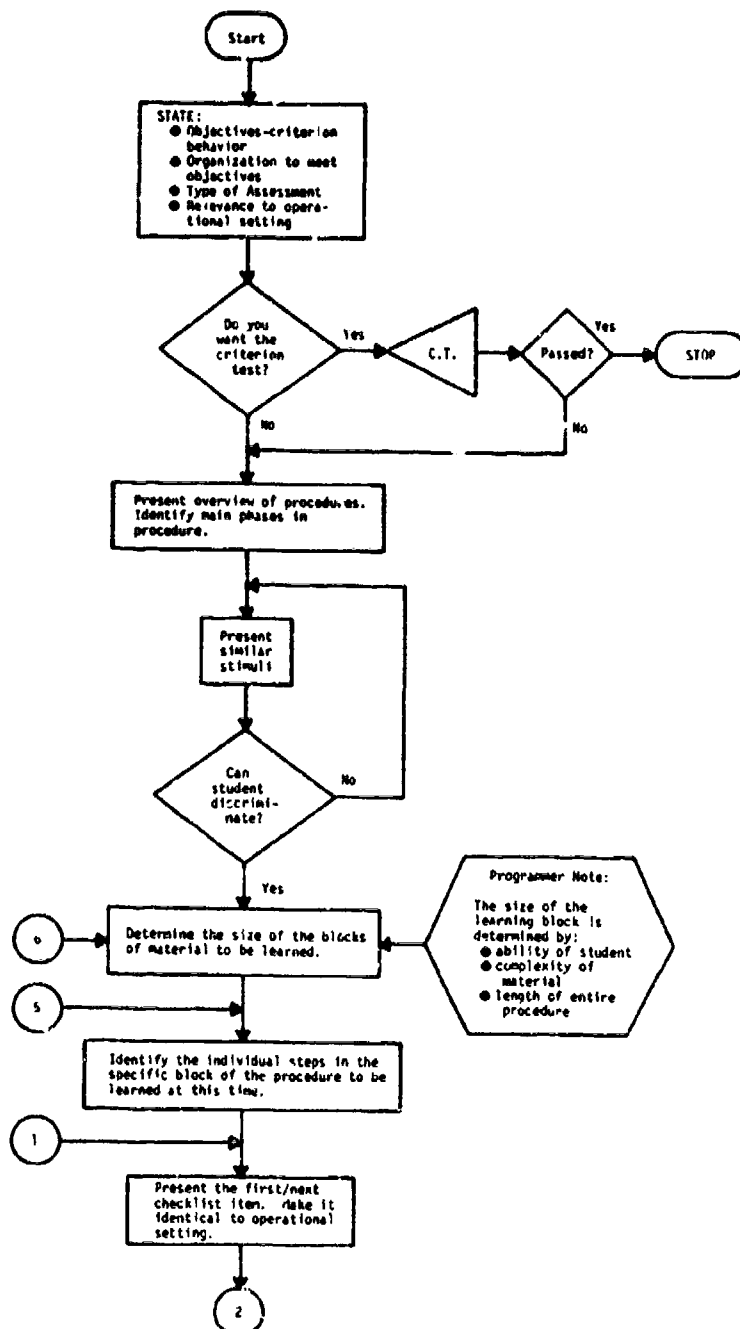 Start
STATE:
● Objectives-criterion
behavior
● Organization to meet
objectives
● Type of Assessment
● Relevance to opera-
tional setting
Do you
want the
criterion
test?
Yes
C.T.
Passed?
Yes
STOP
No
No
Present overview of procedures.
Identify main phases in
procedure.
Present
similar
stimuli
Can
student
discrimi-
nate?
No
Yes
6
Determine the size of the blocks
of material to be learned.
Programmer Note:
The size of the
learning block is
determined by:
● ability of student
● complexity of
material
● length of entire
procedure
5
Identify the individual steps in the
specific block of the procedure to be
learned at this time.
1
Present the first/next
checklist item. Make it
identical to operational
setting.
2